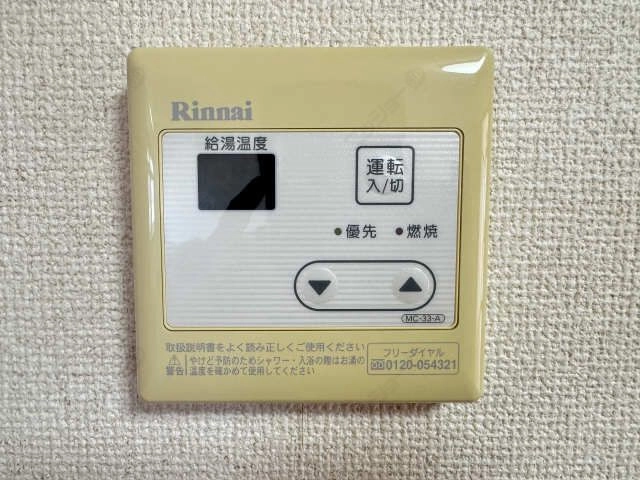 Rinnai
給湯温度
運転
入/切
優先 燃焼
MC-33-A
取扱説明書をよく読み正しくご使用ください
警告 やけど予防のためシャワー・入浴の際はお湯の
温度を確かめて使用してください
フリーダイヤル
0120-054321